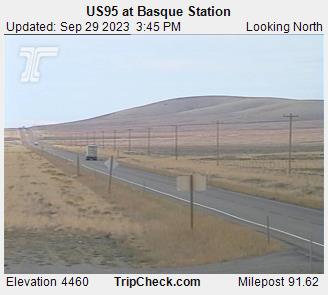 US95 at Basque Station
Updated: Sep 29 2023 3:45 PM Looking North
Elevation 4460 TripCheck.com Milepost 91.62